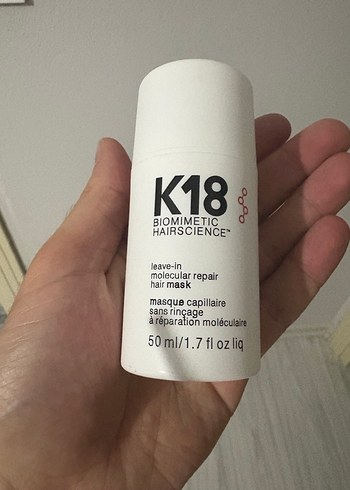 K18
BIOMIMETIC
HAIRSCIENCE™
leave-in
molecular repair
hair mask
masque capillaire
sans rinçage
à réparation moléculaire
50 ml/1.7 fl oz liq